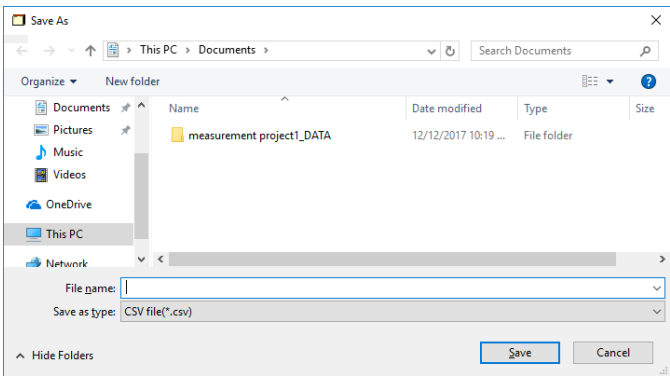 Save As
This PC > Documents >
Search Documents
Organize
New folder
Documents
Pictures
Music
Videos
OneDrive
This PC
Network
Name
Date modified
Type
Size
measurement project1_DATA
12/12/2017 10:19 ...
File folder
File name:
Save as type:
CSV file(*.csv)
Hide Folders
Save
Cancel